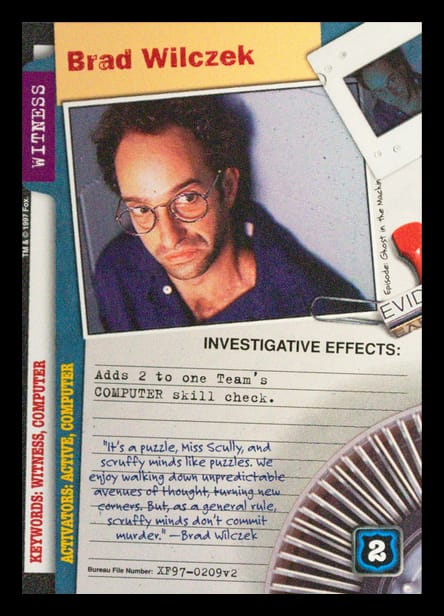 Brad Wilczek
WITNESS
TM & © 1997 Fox.
Episode: Ghost in the Machin
EVID
INVESTIGATIVE EFFECTS:
Adds 2 to one Team's
COMPUTER skill check.
KEYWORDS: WITNESS, COMPUTER
ACTIVATORS: ACTIVE, COMPUTER
"It's a puzzle, Miss Scully, and
scruffy minds like puzzles. We
enjoy walking down unpredictable
avenues of thought, turning new
corners. But, as a general rule,
scruffy minds don't commit
murder." —Brad Wilczek
2
Bureau File Number: XF97-0209v2